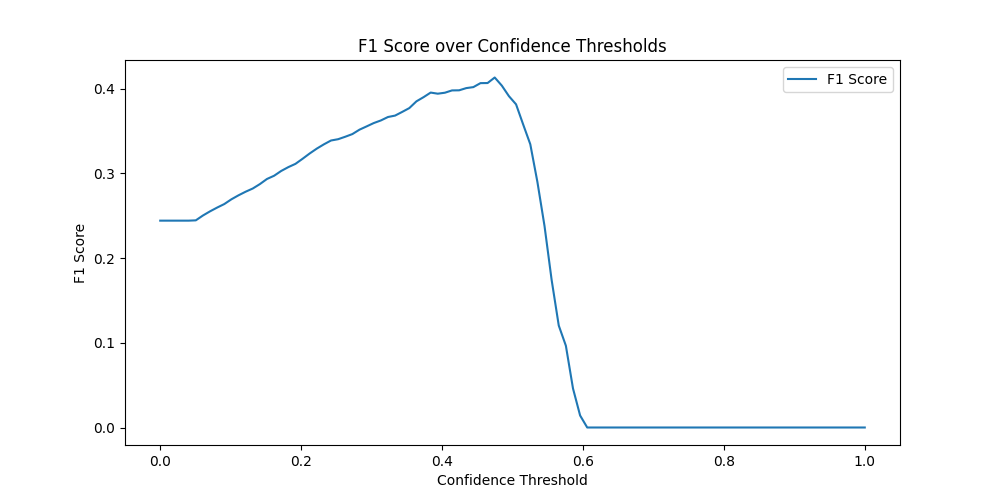 F1 Score over Confidence Thresholds
F1 Score
0.4
0.3
0.2
0.1
0.0
F1 Score
0.0 0.2 0.4 0.6 0.8 1.0
Confidence Threshold